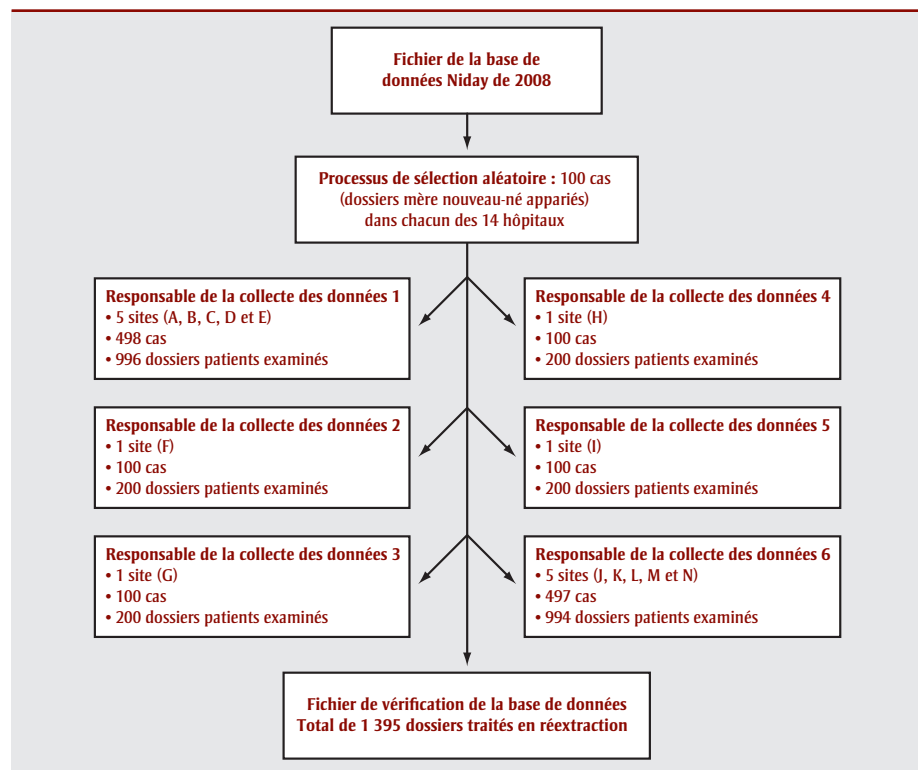 Fichier de la base de
données Niday de 2008
Processus de sélection aléatoire : 100 cas
(dossiers mère nouveau-né appariés)
dans chacun des 14 hôpitaux
Responsable de la collecte des données 1
• 5 sites (A, B, C, D et E)
• 498 cas
• 996 dossiers patients examinés
Responsable de la collecte des données 4
• 1 site (H)
• 100 cas
• 200 dossiers patients examinés
Responsable de la collecte des données 2
• 1 site (F)
• 100 cas
• 200 dossiers patients examinés
Responsable de la collecte des données 5
• 1 site (I)
• 100 cas
• 200 dossiers patients examinés
Responsable de la collecte des données 3
• 1 site (G)
• 100 cas
• 200 dossiers patients examinés
Responsable de la collecte des données 6
• 5 sites (J, K, L, M et N)
• 497 cas
• 994 dossiers patients examinés
Fichier de vérification de la base de données
Total de 1 395 dossiers traités en réextraction